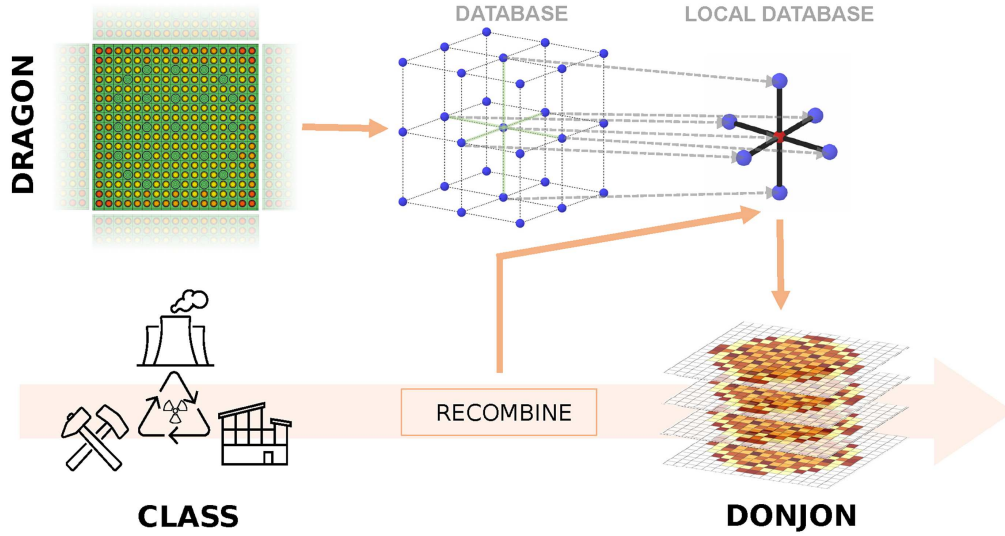 DATABASE
LOCAL DATABASE
DRAGON
RECOMBINE
CLASS
DONJON